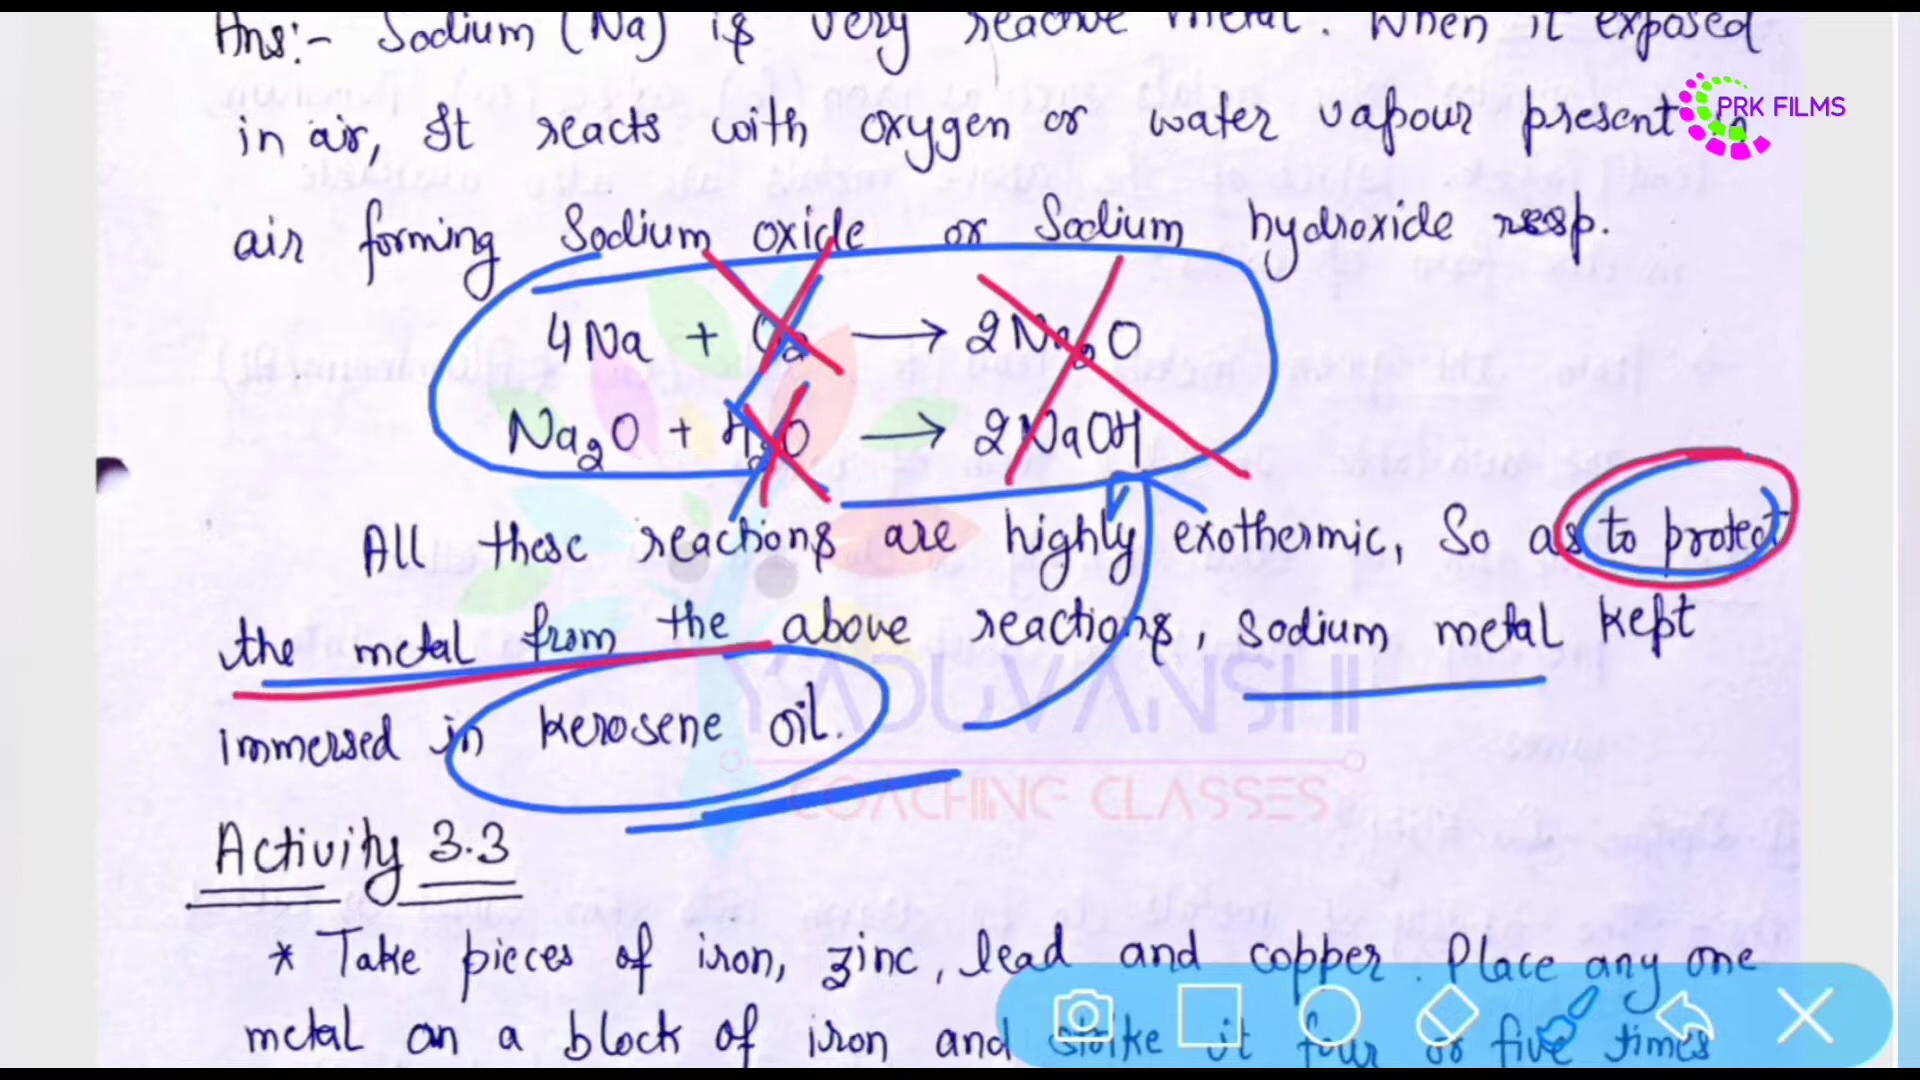 Ans:- Sodium (Na) is very reactive metal. When it exposed
in air, It reacts with oxygen or water vapour present in
PRK FILMS
air forming Sodium oxide or Sodium hydroxide resp.
4Na + O₂ → 2Na₂O
Na₂O + H₂O → 2NaOH
All these reactions are highly exothermic, So as to protect
the metal from the above reactions, sodium metal kept
immersed in kerosene oil.
YADUVANSHI
COACHING CLASSES
Activity 3.3
* Take pieces of iron, zinc, lead and copper. Place any one
metal on a block of iron and strike it four or five times